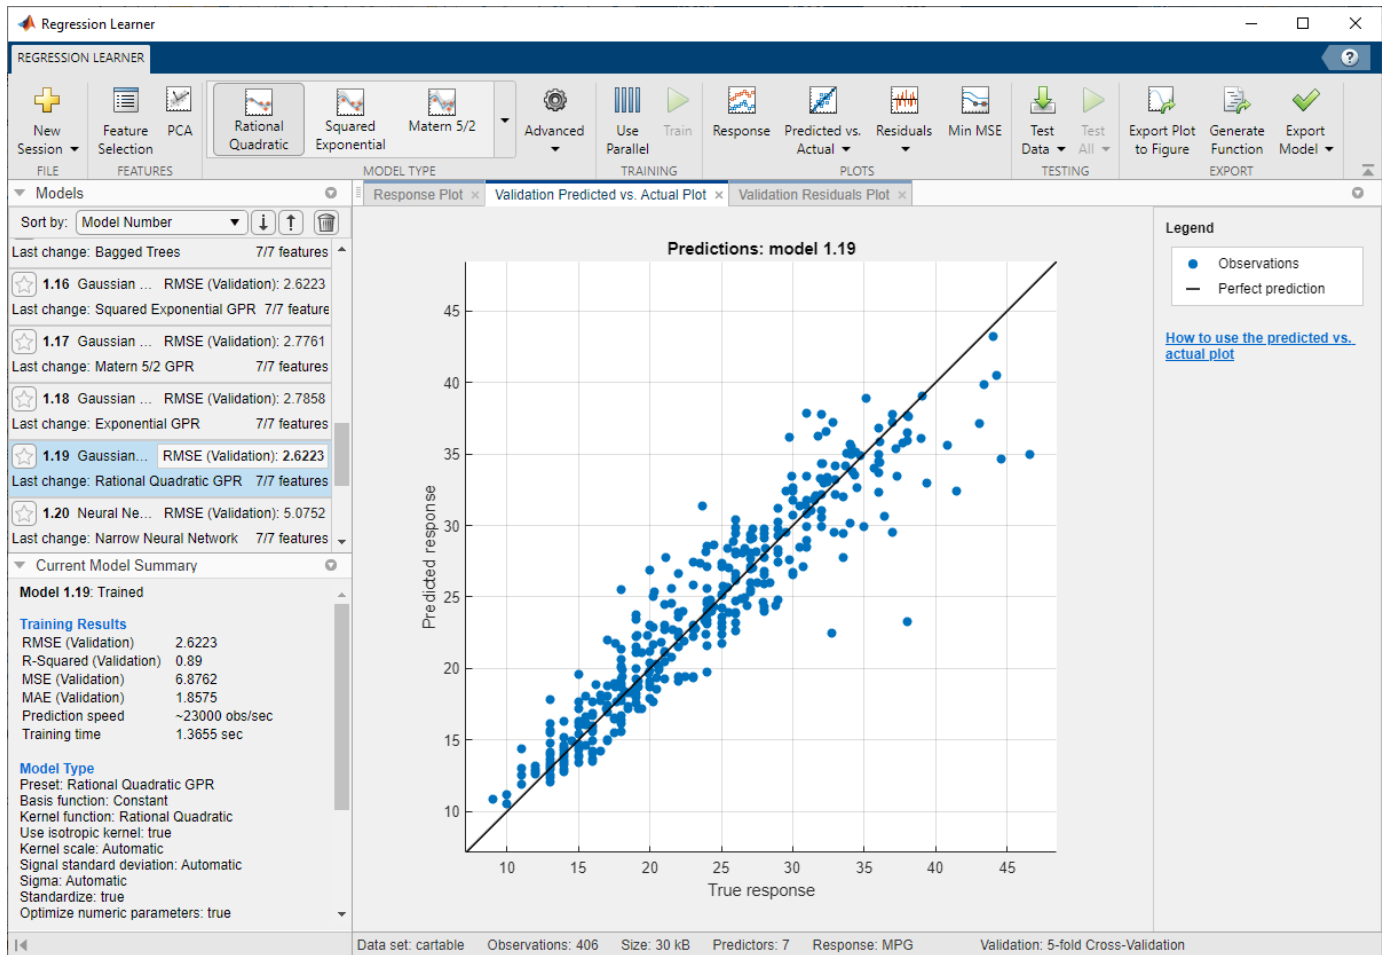 Regression Learner
REGRESSION LEARNER
?
New
Session
Feature
Selection
PCA
Rational
Quadratic
Squared
Exponential
Matern 5/2
Advanced
Use
Parallel
Train
Response
Predicted vs.
Actual
Residuals
Min MSE
Test
Data
Test
All
Export Plot
to Figure
Generate
Function
Export
Model
FILE
FEATURES
MODEL TYPE
TRAINING
PLOTS
TESTING
EXPORT
Models
Sort by: Model Number
Last change: Bagged Trees 7/7 features
1.16 Gaussian ... RMSE (Validation): 2.6223
Last change: Squared Exponential GPR 7/7 feature
1.17 Gaussian ... RMSE (Validation): 2.7761
Last change: Matern 5/2 GPR 7/7 features
1.18 Gaussian ... RMSE (Validation): 2.7858
Last change: Exponential GPR 7/7 features
1.19 Gaussian... RMSE (Validation): 2.6223
Last change: Rational Quadratic GPR 7/7 features
1.20 Neural Ne... RMSE (Validation): 5.0752
Last change: Narrow Neural Network 7/7 features
Current Model Summary
Model 1.19: Trained
Training Results
RMSE (Validation) 2.6223
R-Squared (Validation) 0.89
MSE (Validation) 6.8762
MAE (Validation) 1.8575
Prediction speed ~23000 obs/sec
Training time 1.3655 sec
Model Type
Preset: Rational Quadratic GPR
Basis function: Constant
Kernel function: Rational Quadratic
Use isotropic kernel: true
Kernel scale: Automatic
Signal standard deviation: Automatic
Sigma: Automatic
Standardize: true
Optimize numeric parameters: true
Response Plot
Validation Predicted vs. Actual Plot
Validation Residuals Plot
Predictions: model 1.19
45
40
35
30
25
20
15
10
Predicted response
10 15 20 25 30 35 40 45
True response
Legend
Observations
Perfect prediction
How to use the predicted vs.
actual plot
Data set: cartable Observations: 406 Size: 30 kB Predictors: 7 Response: MPG Validation: 5-fold Cross-Validation